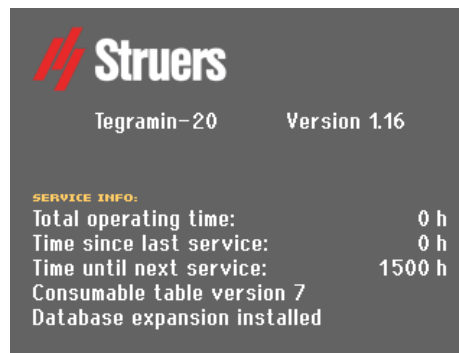 Struers
Tegramin-20 Version 1.16
SERVICE INFO:
Total operating time: 0 h
Time since last service: 0 h
Time until next service: 1500 h
Consumable table version 7
Database expansion installed